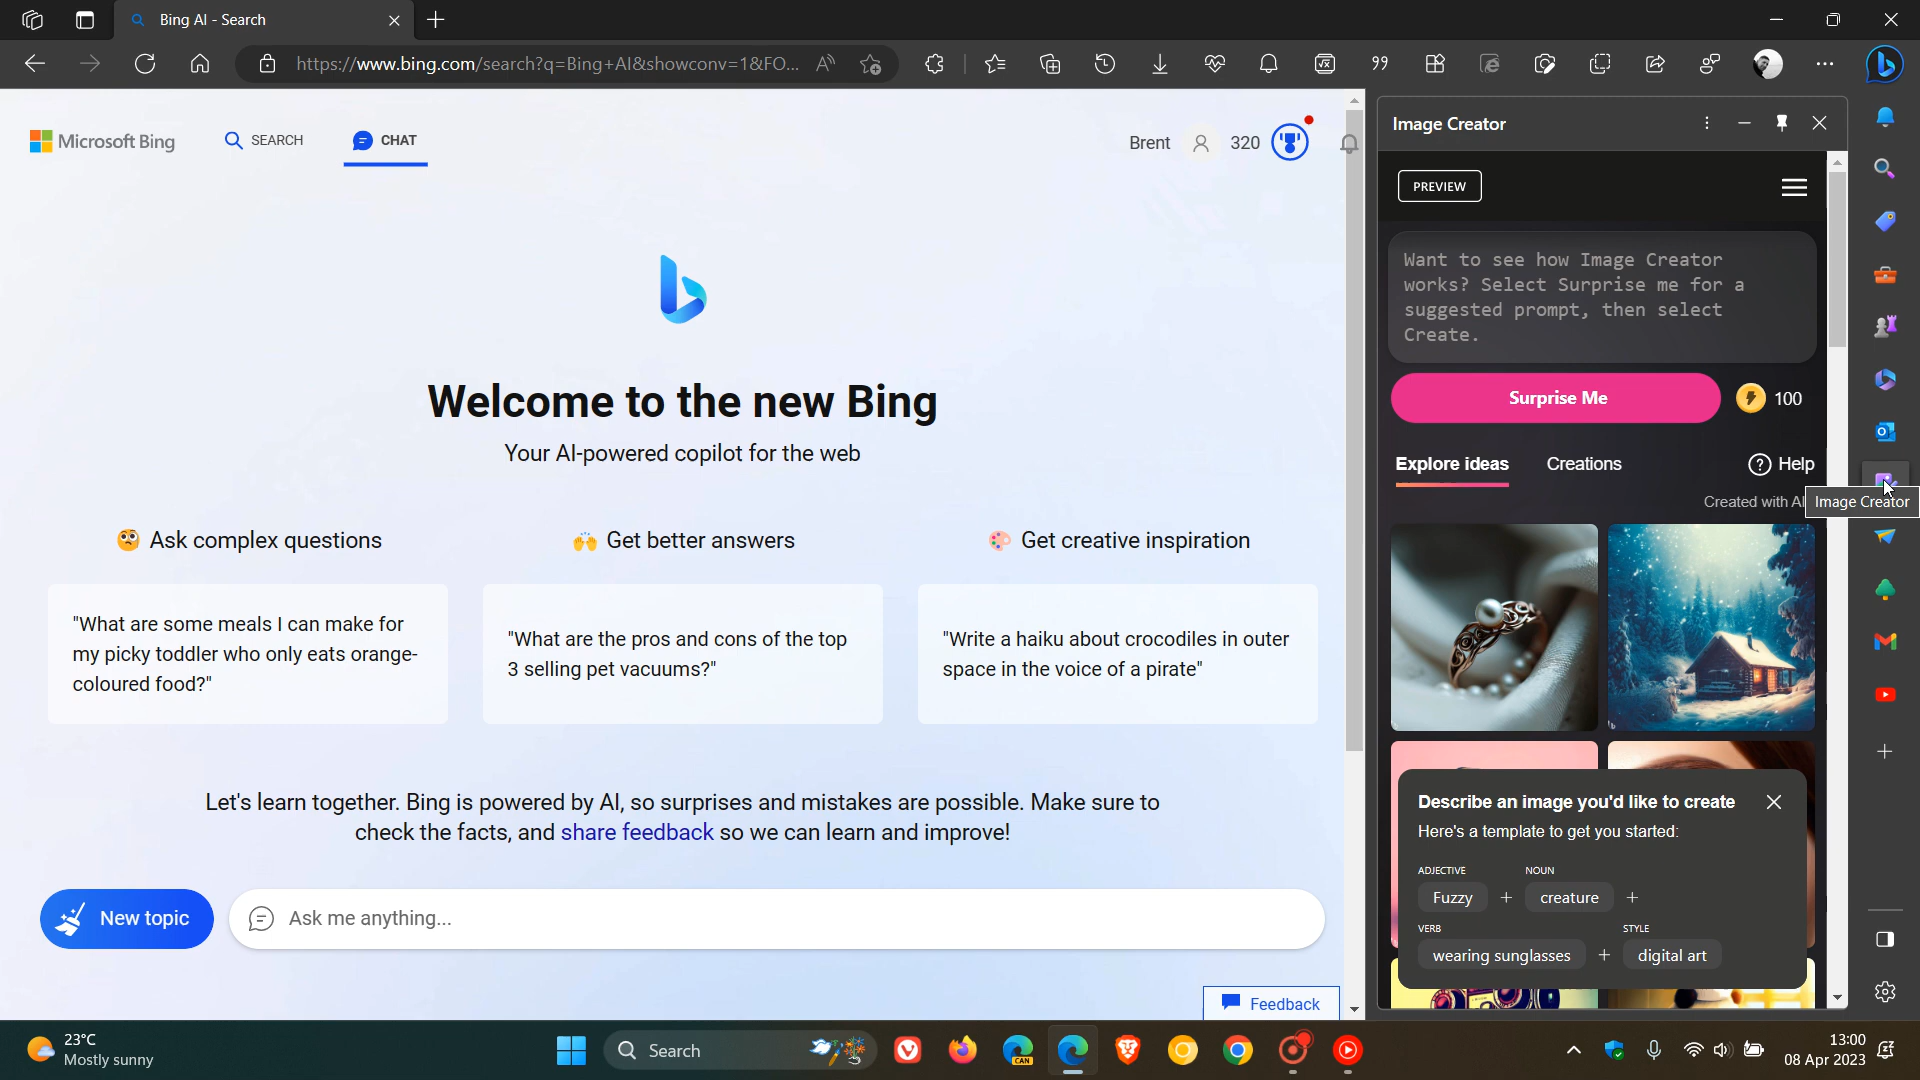 Bing AI - Search
https://www.bing.com/search?q=Bing+AI&showconv=1&FO...
Microsoft Bing
SEARCH
CHAT
Brent
320
Welcome to the new Bing
Your AI-powered copilot for the web
Ask complex questions
Get better answers
Get creative inspiration
"What are some meals I can make for
my picky toddler who only eats orange-
coloured food?"
"What are the pros and cons of the top
3 selling pet vacuums?"
"Write a haiku about crocodiles in outer
space in the voice of a pirate"
Let's learn together. Bing is powered by AI, so surprises and mistakes are possible. Make sure to
check the facts, and share feedback so we can learn and improve!
New topic
Ask me anything...
Feedback
Image Creator
PREVIEW
Want to see how Image Creator
works? Select Surprise me for a
suggested prompt, then select
Create.
Surprise Me
100
Explore ideas
Creations
Help
Created with AI
Image Creator
Describe an image you'd like to create
Here's a template to get you started:
ADJECTIVE
NOUN
Fuzzy + creature +
VERB
STYLE
wearing sunglasses + digital art
23°C
Mostly sunny
Search
CAN
13:00
08 Apr 2023